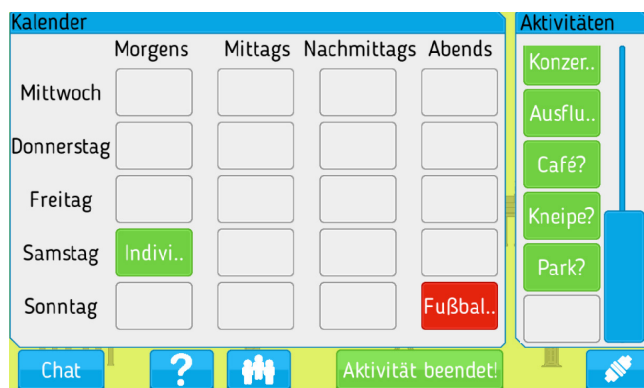 Kalender
Aktivitäten
Morgens Mittags Nachmittags Abends
Mittwoch
Donnerstag
Freitag
Samstag Indivi..
Sonntag Fußbal..
Konzer..
Ausflu..
Café?
Kneipe?
Park?
Chat ? Aktivität beendet!